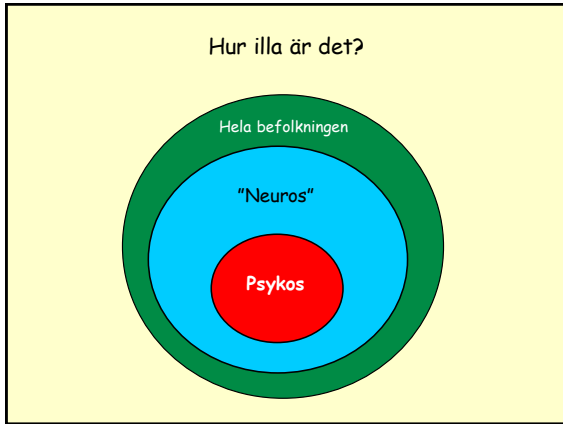 Hur illa är det?
Hela befolkningen
”Neuros”
Psykos